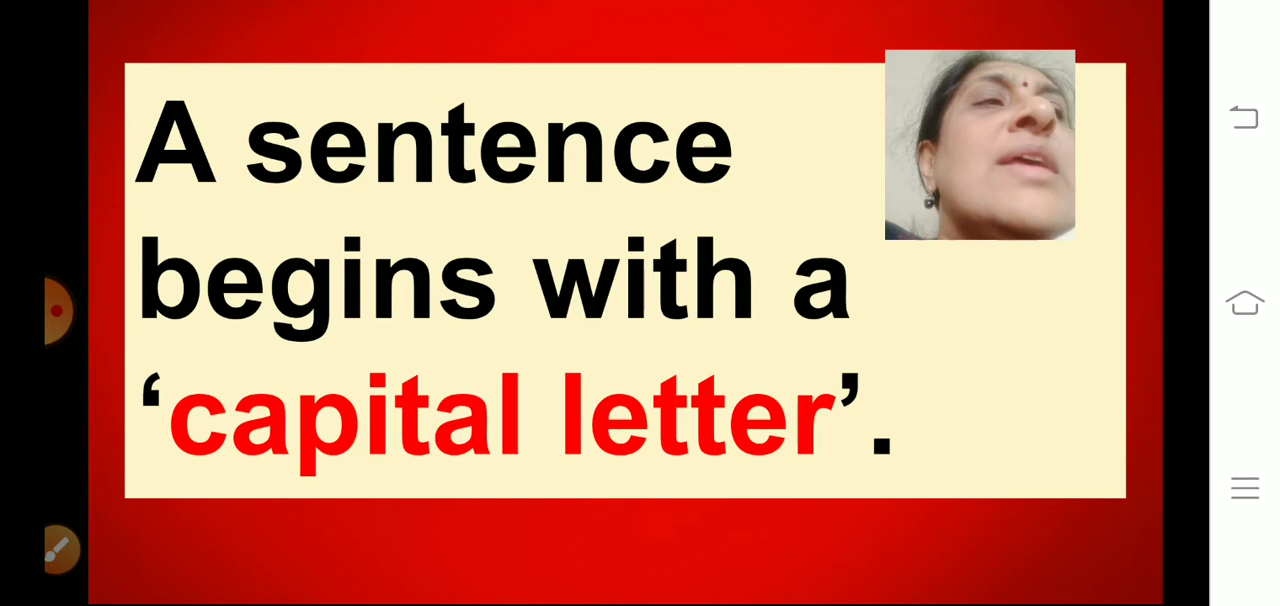 A sentence
begins with a
‘capital letter’.